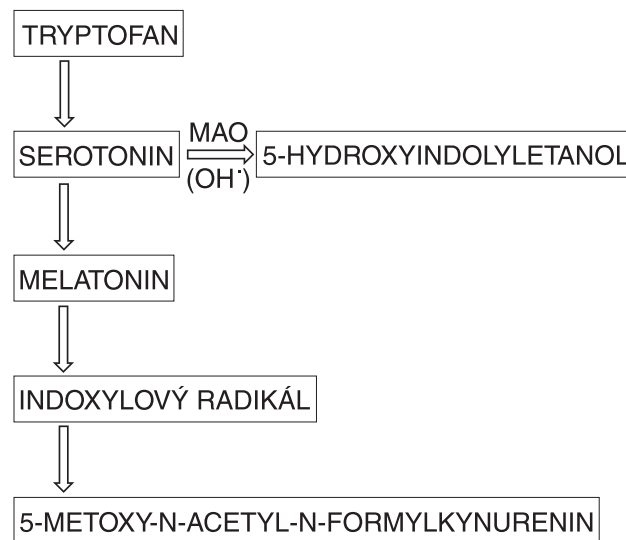 TRYPTOFAN
SEROTONIN
MAO
(OH˙)
5-HYDROXYINDOLYLETANOL
MELATONIN
INDOXYLOVÝ RADIKÁL
5-METOXY-N-ACETYL-N-FORMYLKYNURENIN